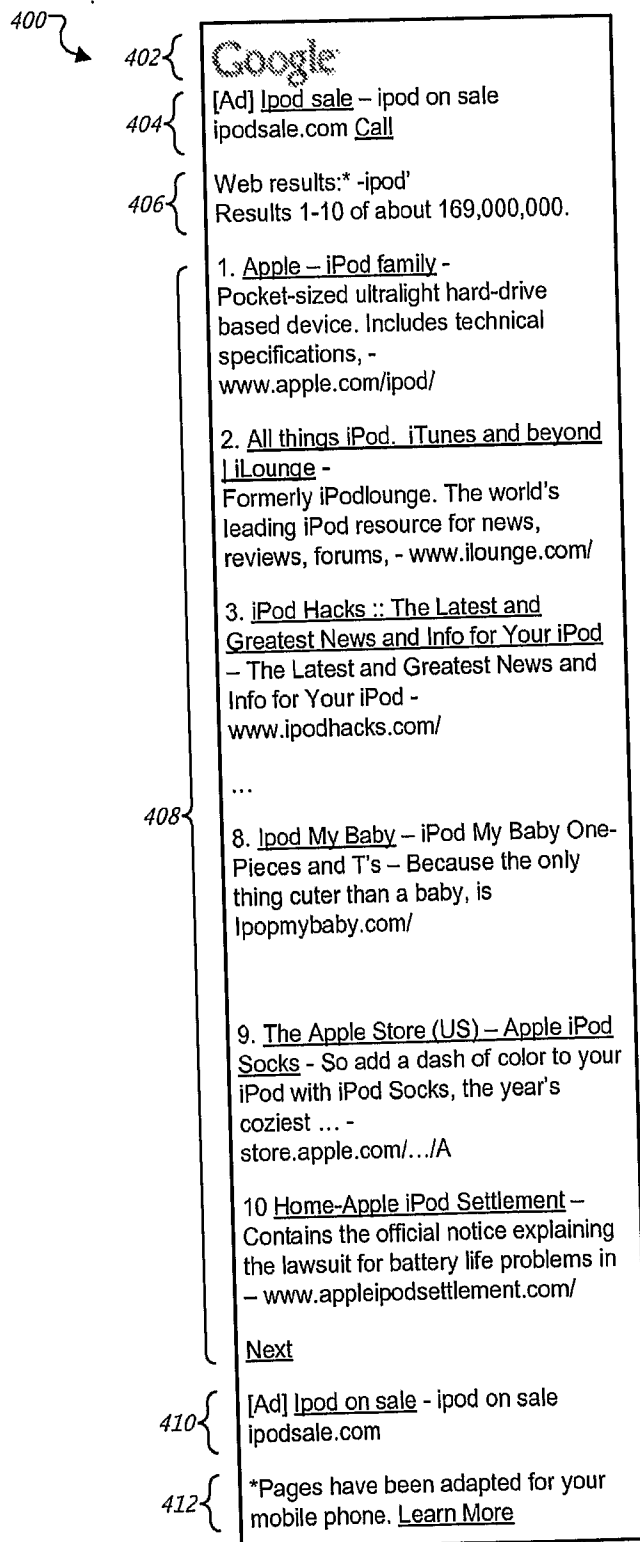 400
402
Google
404
[Ad] Ipod sale – ipod on sale
ipodsale.com Call
406
Web results:* -ipod'
Results 1-10 of about 169,000,000.
408
1. Apple – iPod family -
Pocket-sized ultralight hard-drive
based device. Includes technical
specifications, -
www.apple.com/ipod/
2. All things iPod. iTunes and beyond
| iLounge -
Formerly iPodlounge. The world's
leading iPod resource for news,
reviews, forums, - www.ilounge.com/
3. iPod Hacks :: The Latest and
Greatest News and Info for Your iPod
– The Latest and Greatest News and
Info for Your iPod -
www.ipodhacks.com/
...
8. Ipod My Baby – iPod My Baby One-
Pieces and T's – Because the only
thing cuter than a baby, is
Ipopmybaby.com/
9. The Apple Store (US) – Apple iPod
Socks - So add a dash of color to your
iPod with iPod Socks, the year's
coziest ... -
store.apple.com/.../A
10 Home-Apple iPod Settlement –
Contains the official notice explaining
the lawsuit for battery life problems in
– www.appleipodsettlement.com/
Next
410
[Ad] Ipod on sale - ipod on sale
ipodsale.com
412
*Pages have been adapted for your
mobile phone. Learn More